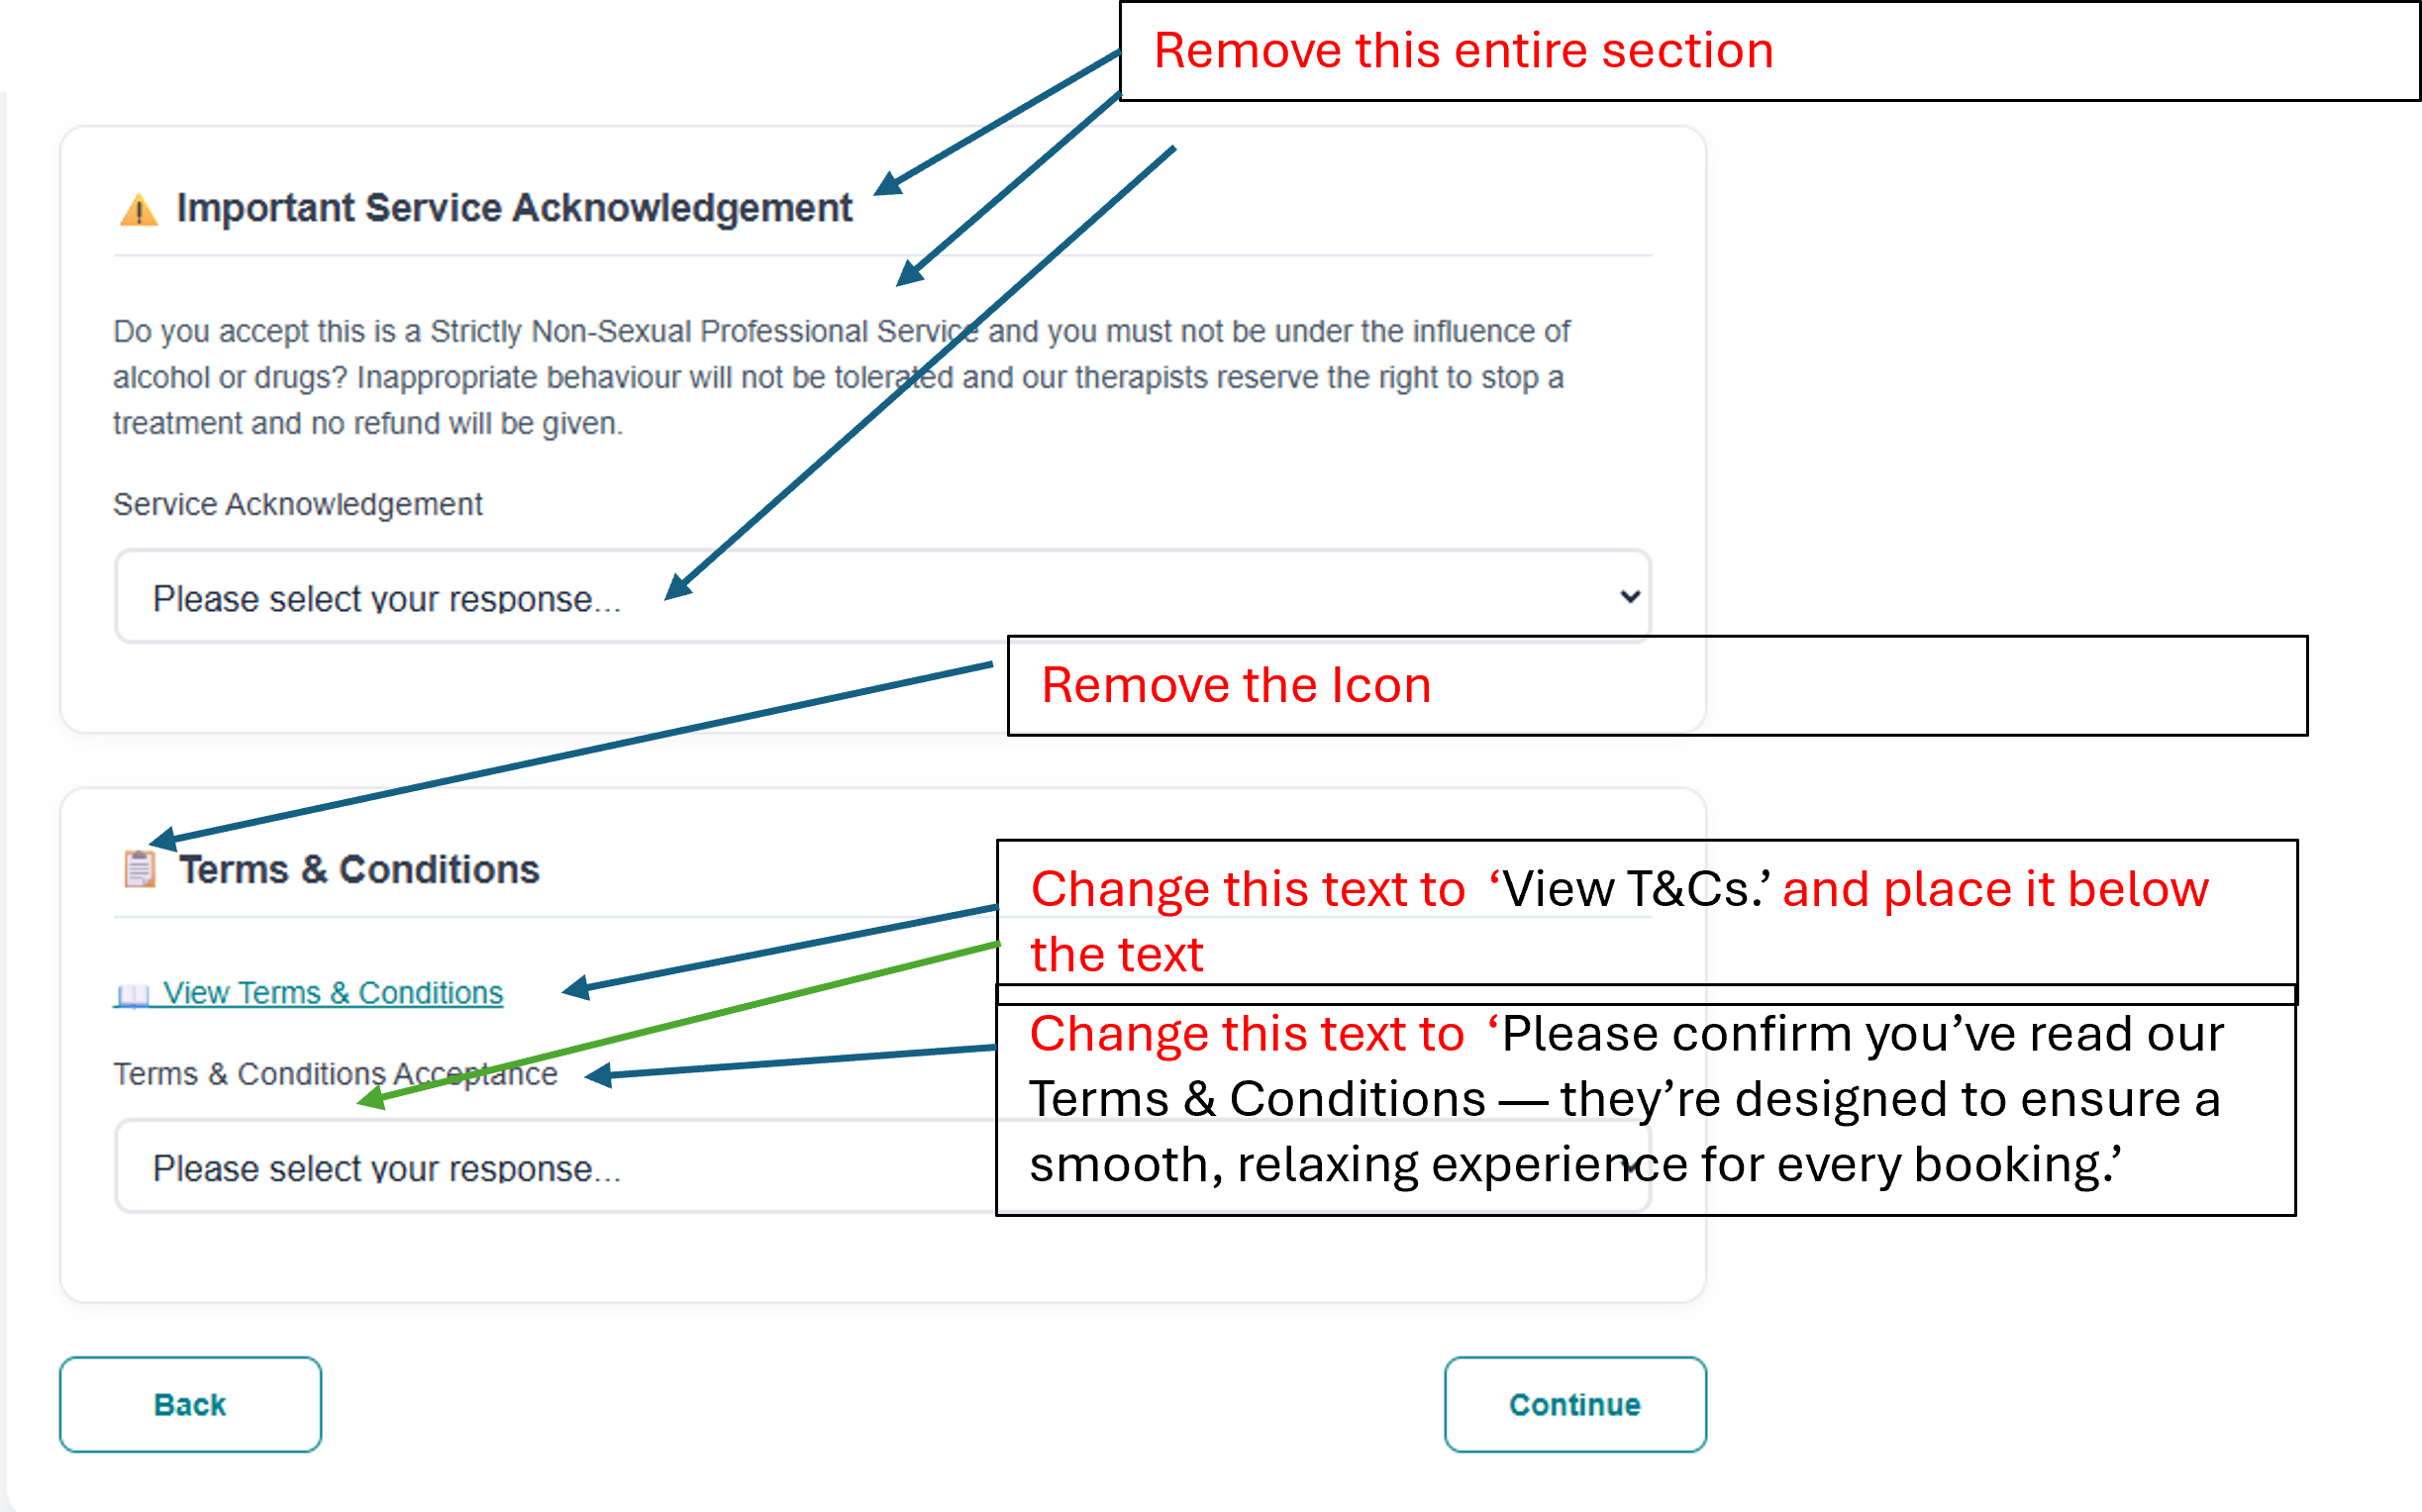 Remove this entire section
⚠️ Important Service Acknowledgement
Do you accept this is a Strictly Non-Sexual Professional Service and you must not be under the influence of
alcohol or drugs? Inappropriate behaviour will not be tolerated and our therapists reserve the right to stop a
treatment and no refund will be given.
Service Acknowledgement
Please select your response...
Remove the Icon
📋 Terms & Conditions
Change this text to ‘View T&Cs.’ and place it below
the text
📖 View Terms & Conditions
Change this text to ‘Please confirm you’ve read our
Terms & Conditions — they’re designed to ensure a
smooth, relaxing experience for every booking.’
Terms & Conditions Acceptance
Please select your response...
Back
Continue